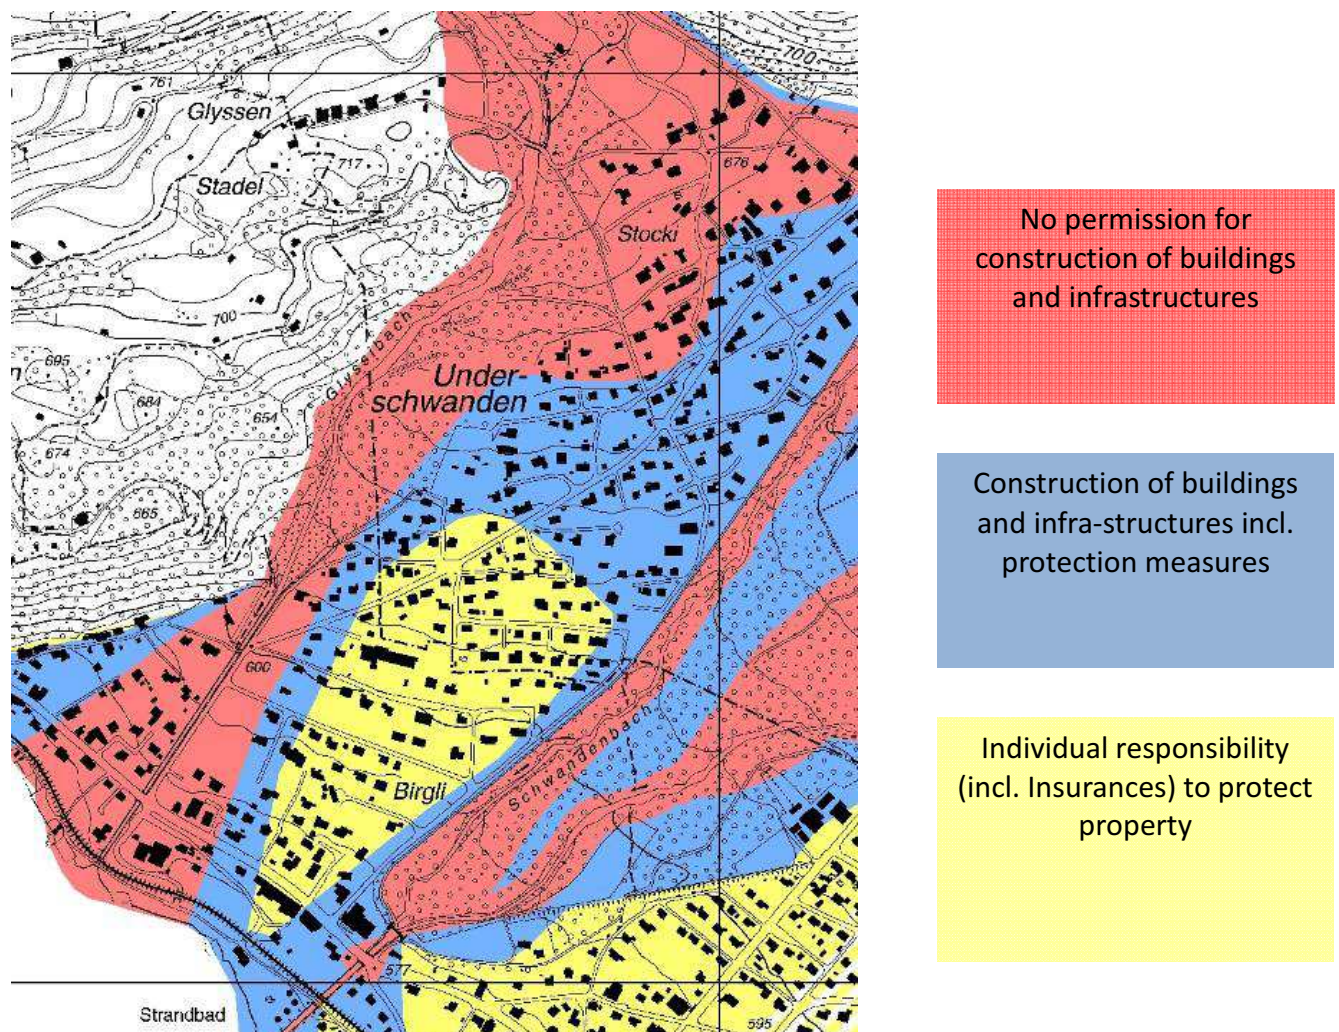 761
Glyssen
717
Stadel
700
676
Stocki
700
Glyssibach
695
n
684
654
Under-
schwanden
674
665
600
Schwandenbach
Birgli
577
Strandbad
595
No permission for
construction of buildings
and infrastructures
Construction of buildings
and infra-structures incl.
protection measures
Individual responsibility
(incl. Insurances) to protect
property